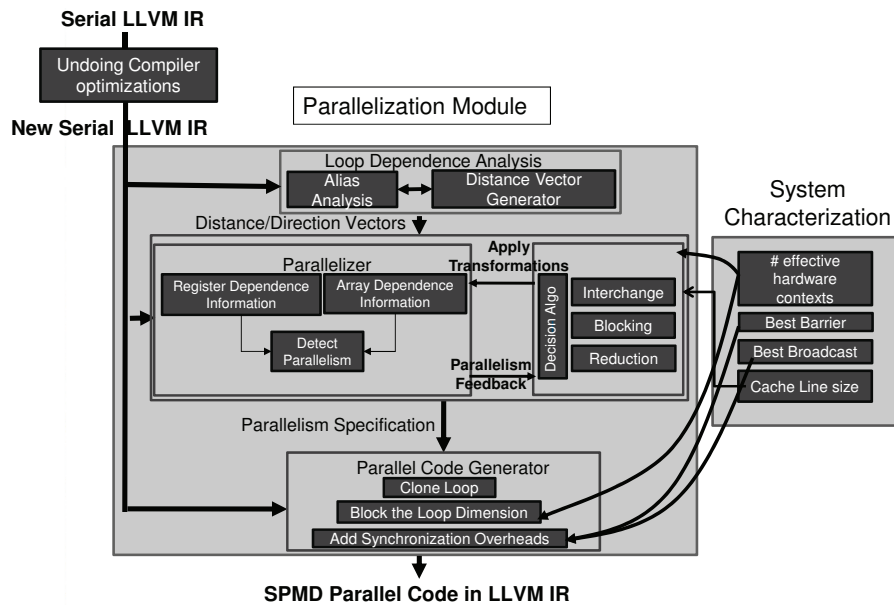 Serial LLVM IR
Undoing Compiler
optimizations
New Serial LLVM IR
Parallelization Module
Loop Dependence Analysis
Alias
Analysis
Distance Vector
Generator
Distance/Direction Vectors
Parallelizer
Register Dependence
Information
Array Dependence
Information
Detect
Parallelism
Apply
Transformations
Parallelism
Feedback
Decision Algo
Interchange
Blocking
Reduction
System
Characterization
# effective
hardware
contexts
Best Barrier
Best Broadcast
Cache Line size
Parallelism Specification
Parallel Code Generator
Clone Loop
Block the Loop Dimension
Add Synchronization Overheads
SPMD Parallel Code in LLVM IR